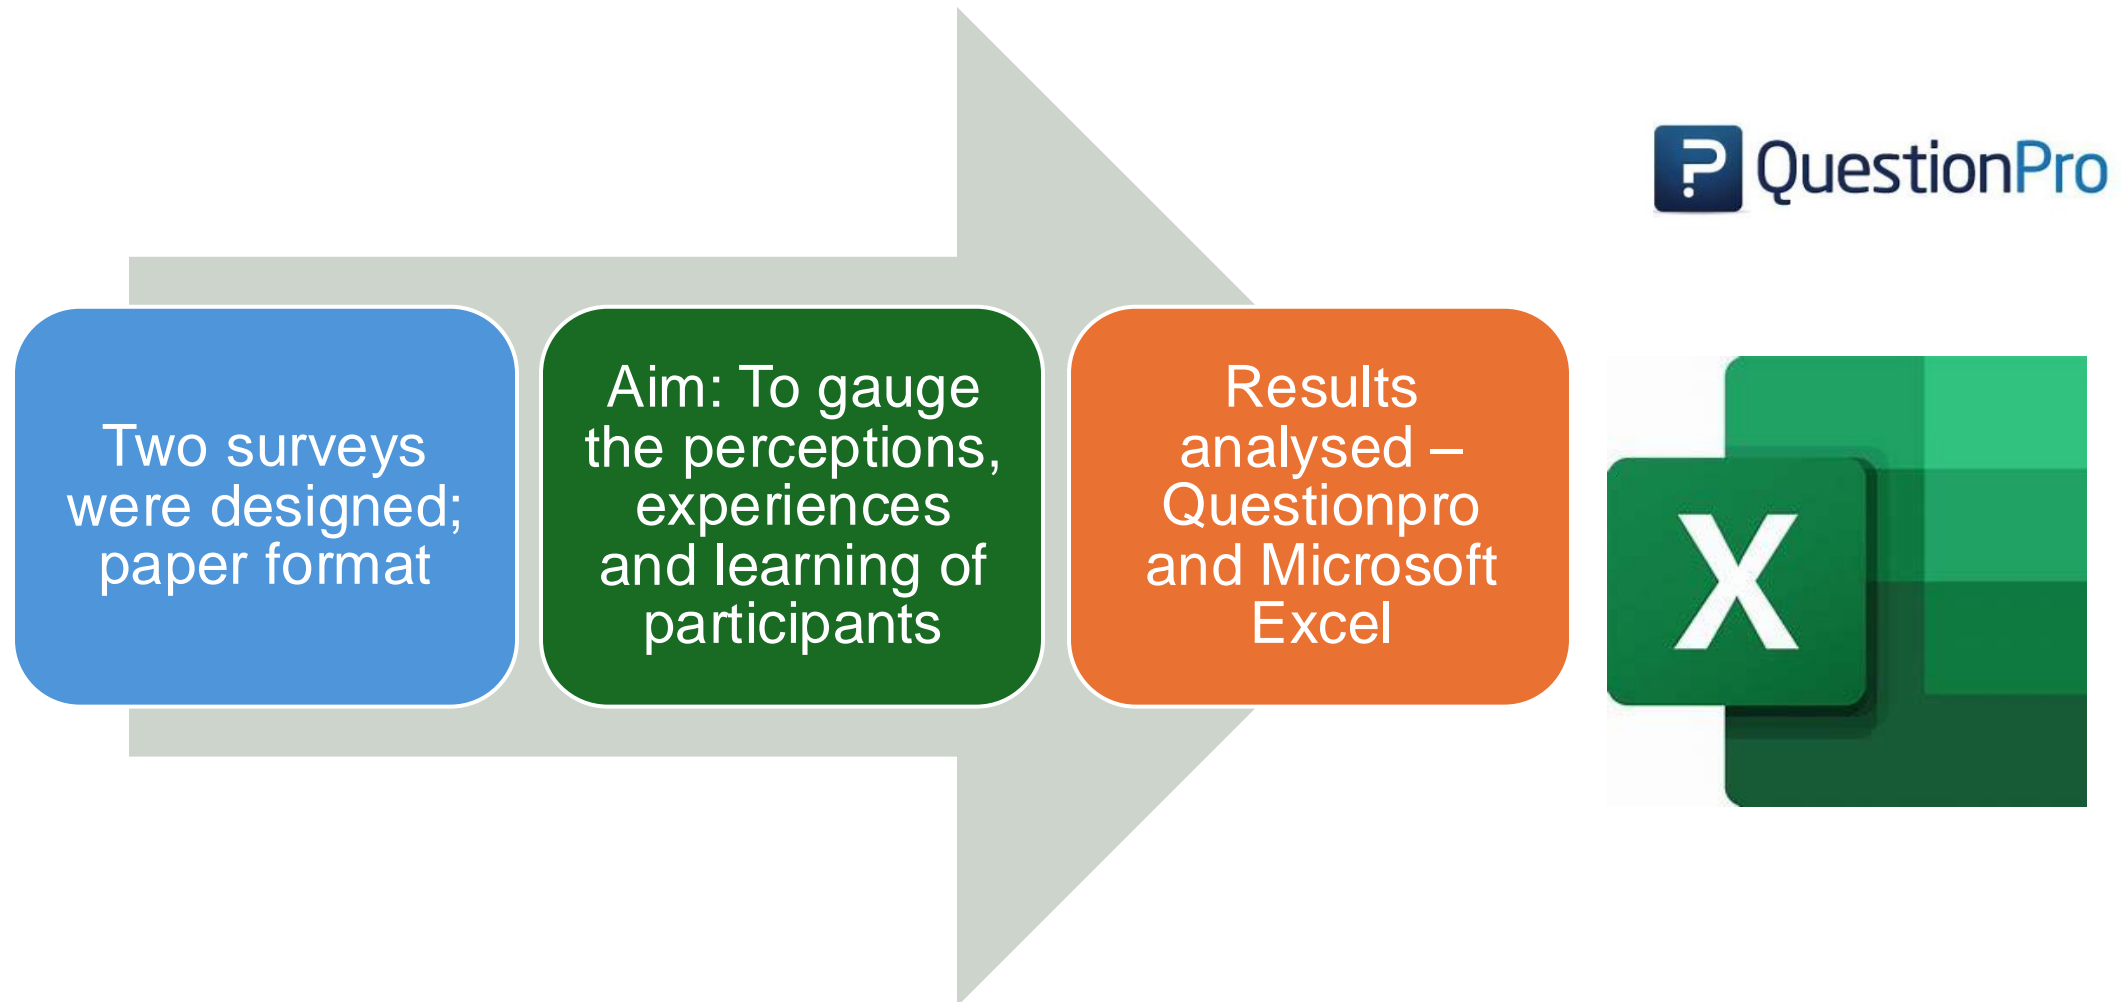 QuestionPro
Two surveys
were designed;
paper format
Aim: To gauge
the perceptions,
experiences
and learning of
participants
Results
analysed –
Questionpro
and Microsoft
Excel
X